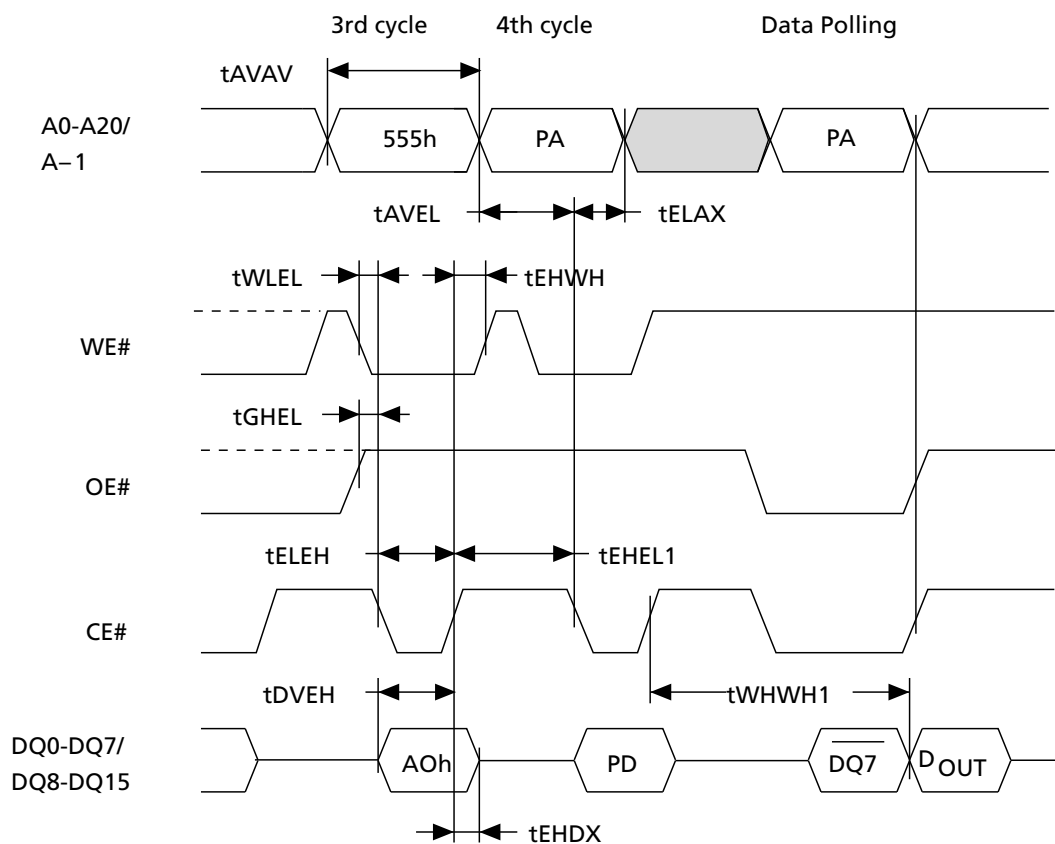 3rd cycle 4th cycle Data Polling
tAVAV
A0-A20/
A–1
555h PA PA
tAVEL tELAX
tWLEL tEHWH
WE#
tGHEL
OE#
tELEH tEHEL1
CE#
tDVEH tWHWH1
DQ0-DQ7/
DQ8-DQ15
AOh PD DQ7 DOUT
tEHDX